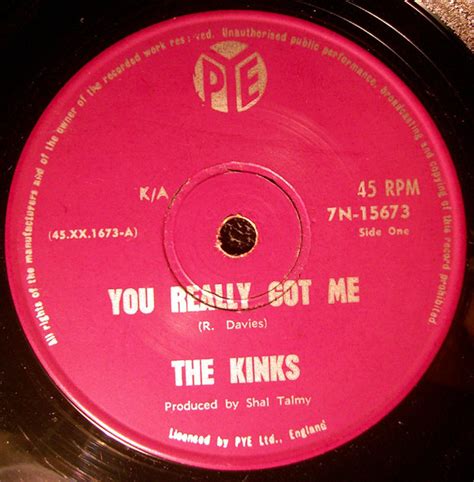 All rights of the manufacturers and of the owner of the recorded work reserved. Unauthorised public performance, broadcasting and copying of this record prohibited
PYE
K/A
45 RPM
7N-15673
(45.XX.1673-A)
Side One
YOU REALLY GOT ME
(R. Davies)
THE KINKS
Produced by Shal Talmy
Licensed by PYE Ltd., England